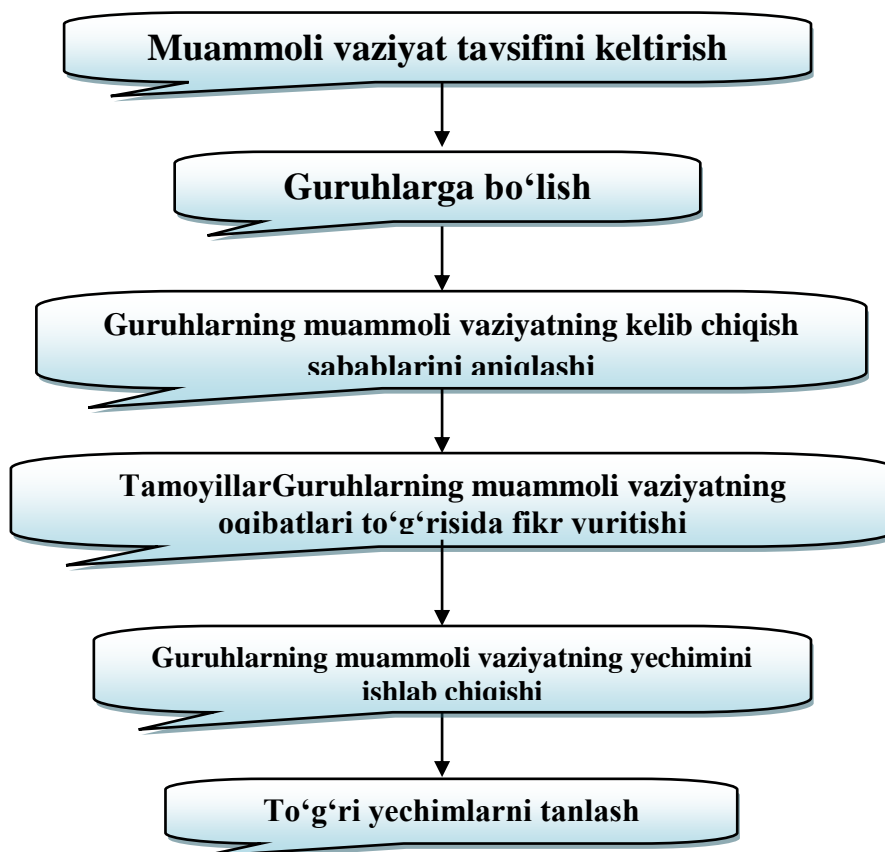 Muammoli vaziyat tavsifini keltirish
Guruhlarga bo‘lish
Guruhlarning muammoli vaziyatning kelib chiqish
sabablarini aniqlashi
TamoyillarGuruhlarning muammoli vaziyatning
oqibatlari to‘g‘risida fikr yuritishi
Guruhlarning muammoli vaziyatning yechimini
ishlab chiqishi
To‘g‘ri yechimlarni tanlash